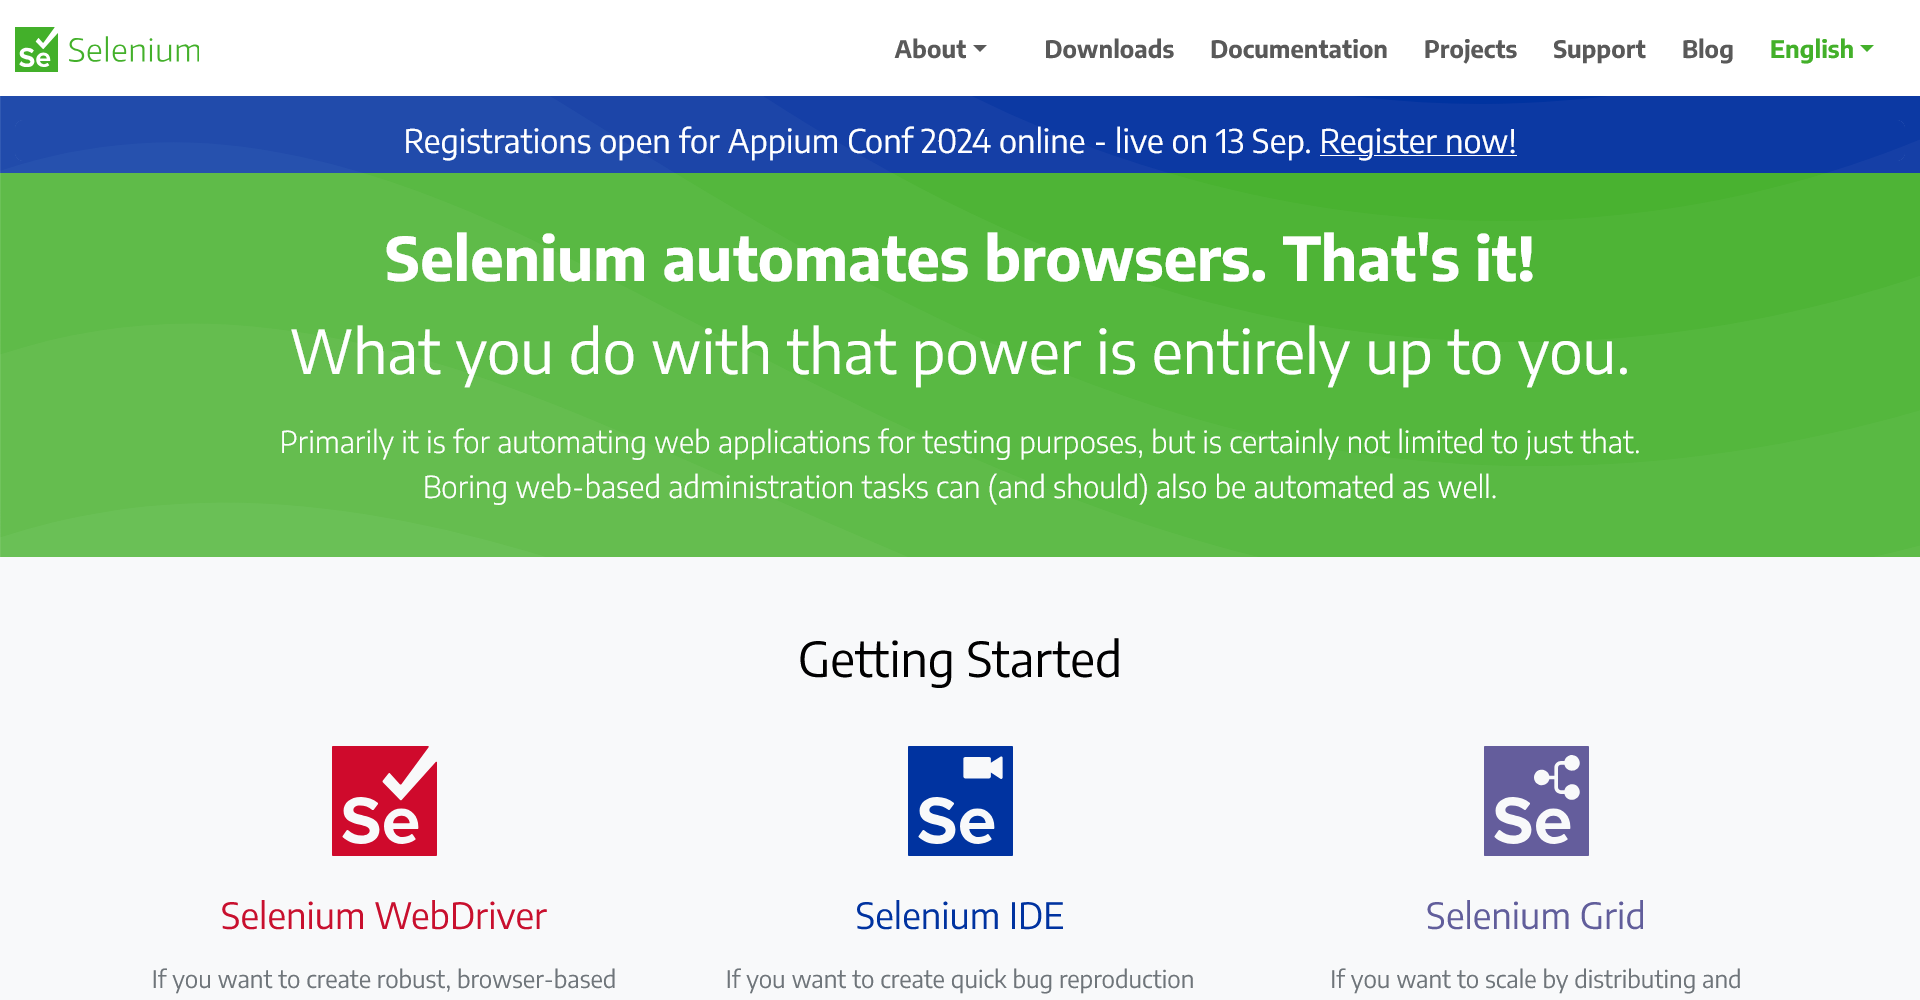 Se Selenium
About Downloads Documentation Projects Support Blog English
Registrations open for Appium Conf 2024 online - live on 13 Sep. Register now!
Selenium automates browsers. That's it!
What you do with that power is entirely up to you.
Primarily it is for automating web applications for testing purposes, but is certainly not limited to just that.
Boring web-based administration tasks can (and should) also be automated as well.
Getting Started
Se
Selenium WebDriver
If you want to create robust, browser-based
Se
Selenium IDE
If you want to create quick bug reproduction
Se
Selenium Grid
If you want to scale by distributing and